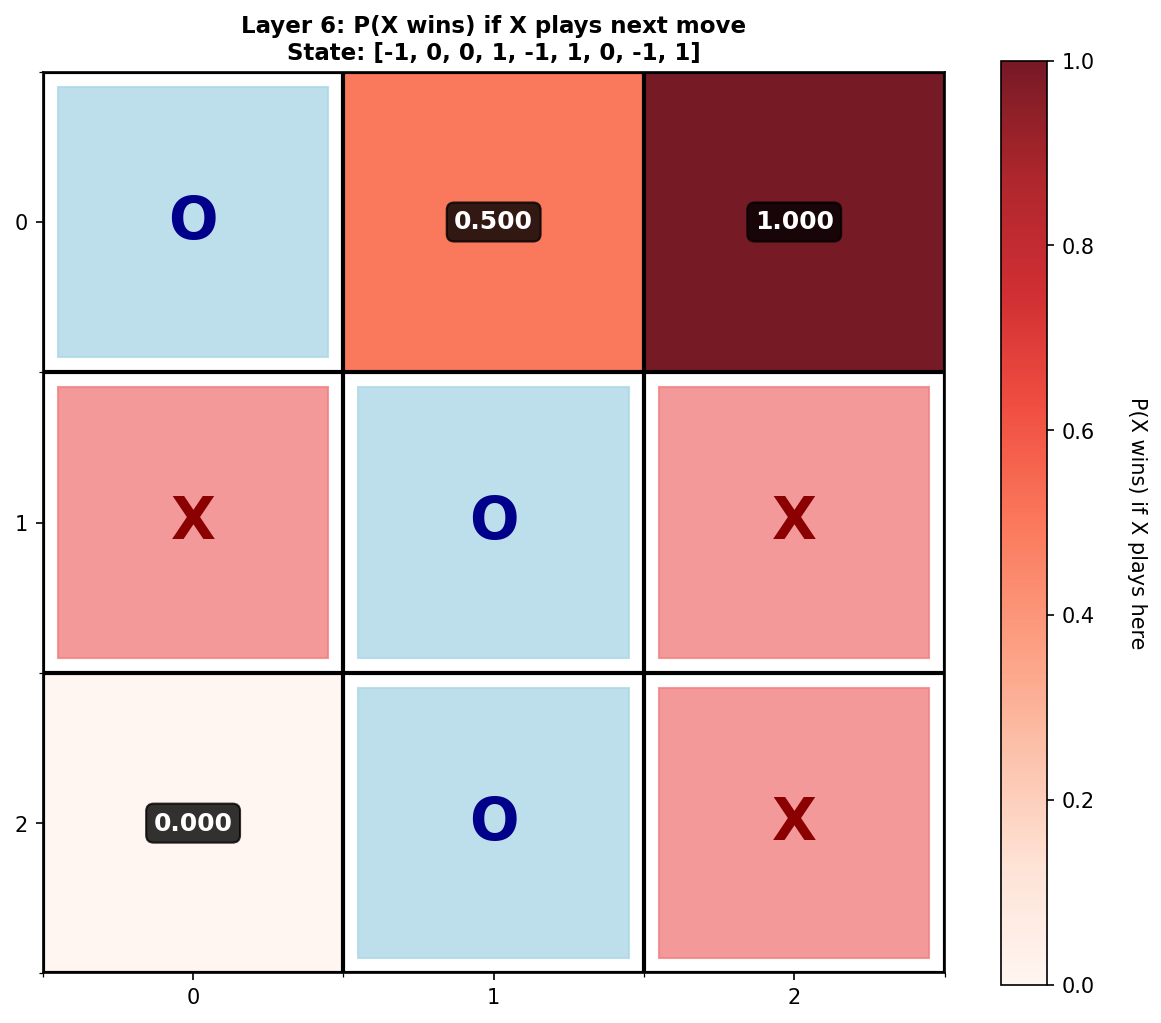 Layer 6: P(X wins) if X plays next move
State: [-1, 0, 0, 1, -1, 1, 0, -1, 1]
0
O
0.500
1.000
1
X
O
X
2
0.000
O
X
0
1
2
1.0
0.8
0.6
0.4
0.2
0.0
P(X wins) if X plays here